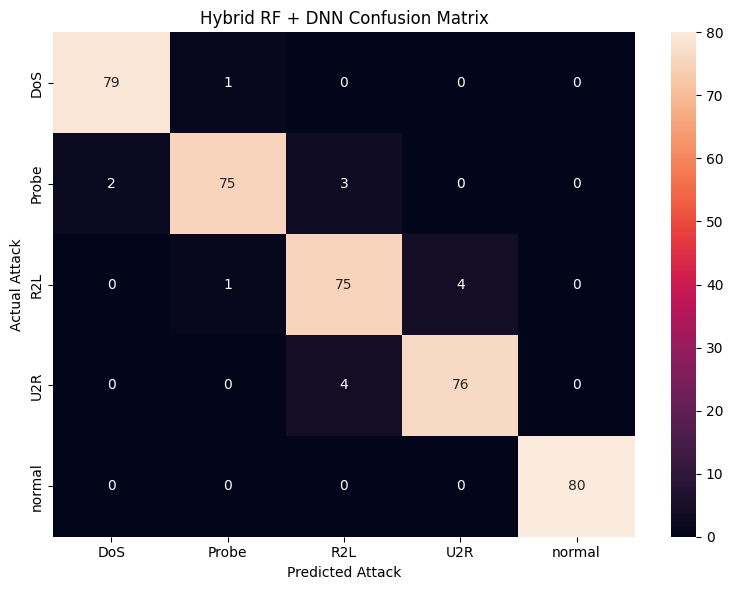 Hybrid RF + DNN Confusion Matrix
Actual Attack
DoS 79 1 0 0 0
Probe 2 75 3 0 0
R2L 0 1 75 4 0
U2R 0 0 4 76 0
normal 0 0 0 0 80
DoS Probe R2L U2R normal
Predicted Attack
80
70
60
50
40
30
20
10
0